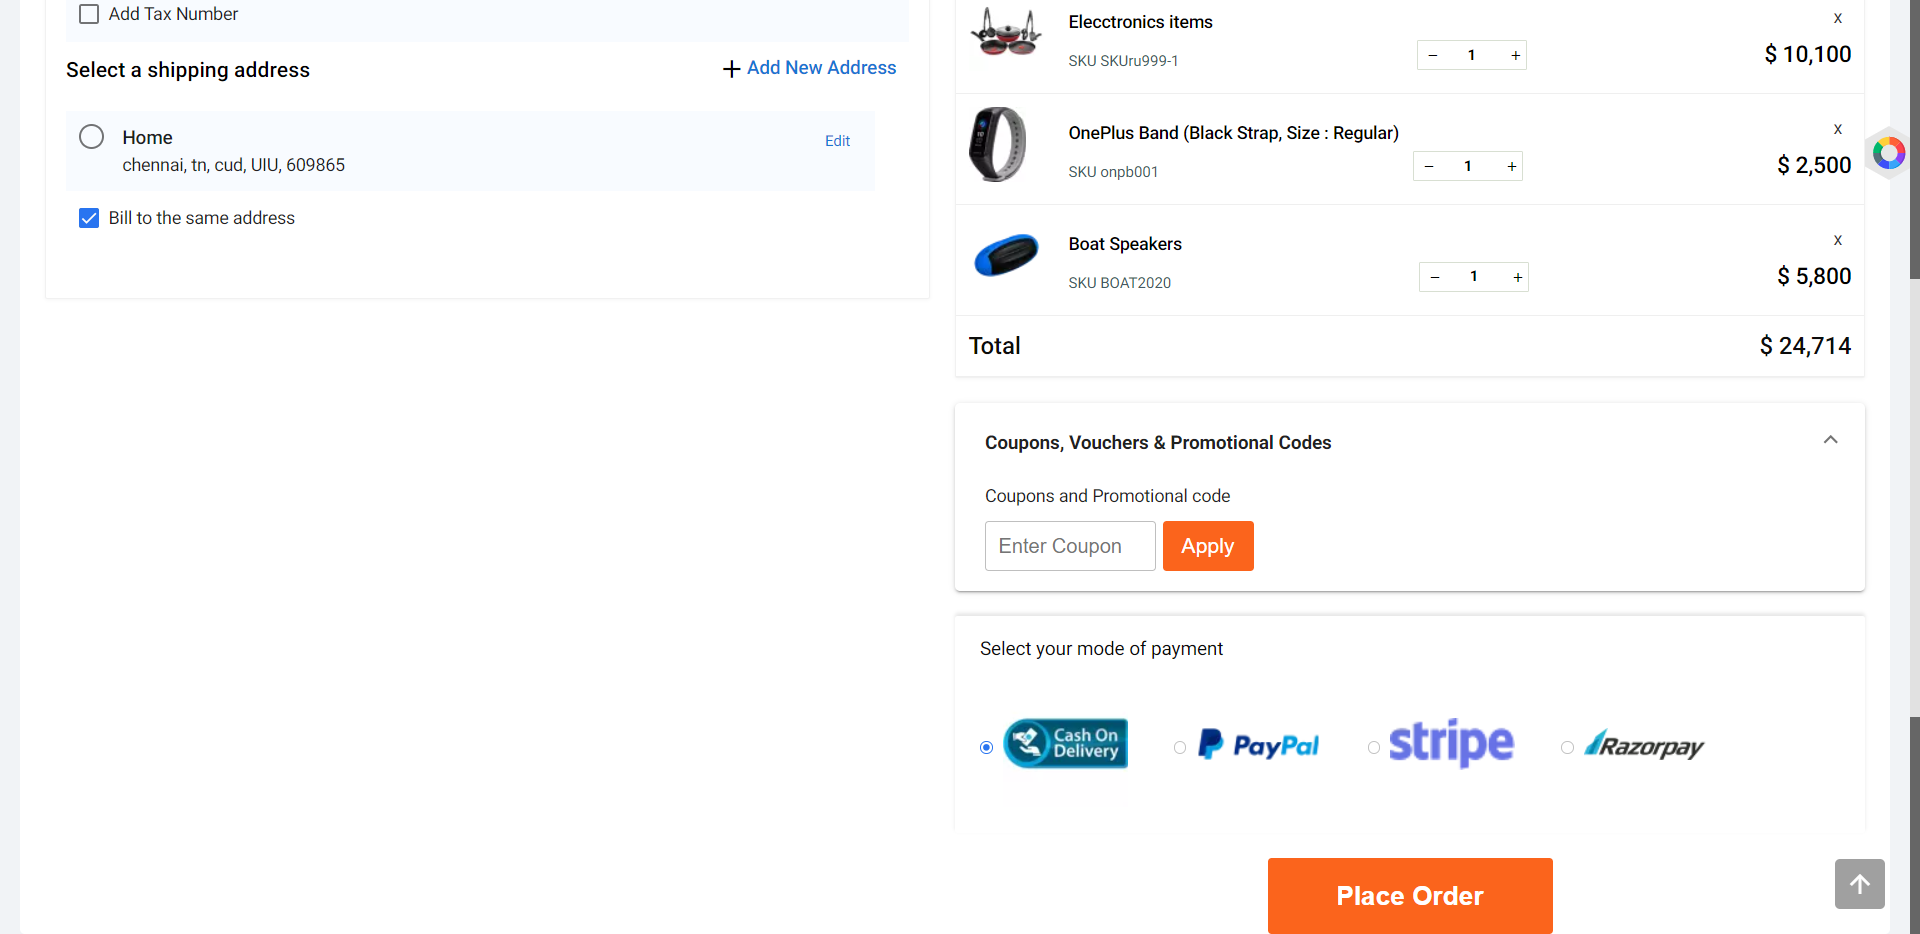 Add Tax Number
Select a shipping address
+ Add New Address
Home
Edit
chennai, tn, cud, UIU, 609865
Bill to the same address
Elecctronics items
x
SKU SKUru999-1
− 1 +
$ 10,100
OnePlus Band (Black Strap, Size : Regular)
x
SKU onpb001
− 1 +
$ 2,500
Boat Speakers
x
SKU BOAT2020
− 1 +
$ 5,800
Total
$ 24,714
Coupons, Vouchers & Promotional Codes
Coupons and Promotional code
Enter Coupon
Apply
Select your mode of payment
Cash On
Delivery
PayPal
stripe
Razorpay
Place Order